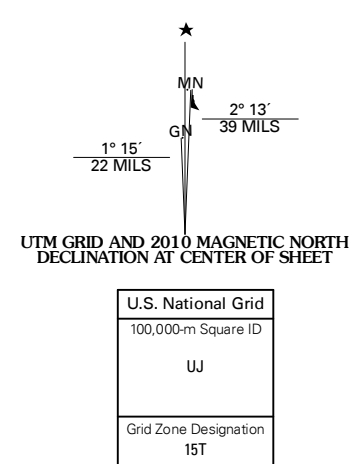 MN
2° 13´
39 MILS
GN
1° 15´
22 MILS
UTM GRID AND 2010 MAGNETIC NORTH
DECLINATION AT CENTER OF SHEET
U.S. National Grid
100,000-m Square ID
UJ
Grid Zone Designation
15T